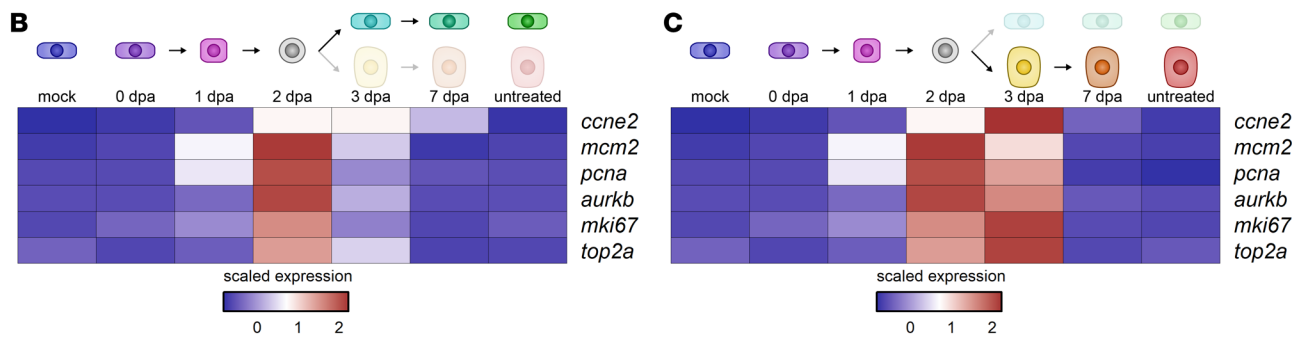 B
mock 0 dpa 1 dpa 2 dpa 3 dpa 7 dpa untreated
ccne2
mcm2
pcna
aurkb
mki67
top2a
scaled expression
0 1 2
C
mock 0 dpa 1 dpa 2 dpa 3 dpa 7 dpa untreated
ccne2
mcm2
pcna
aurkb
mki67
top2a
scaled expression
0 1 2